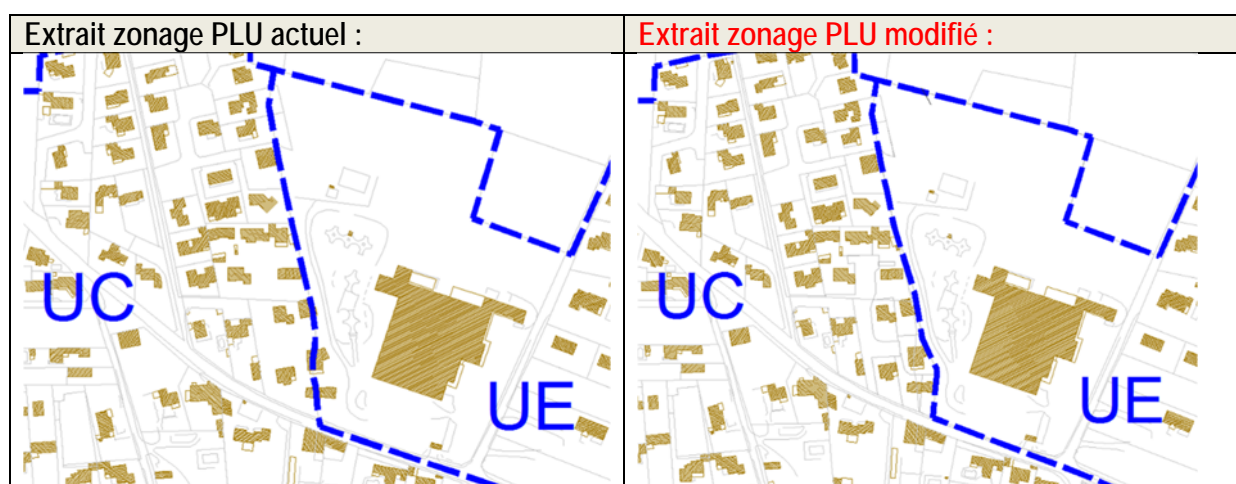 Extrait zonage PLU actuel :
Extrait zonage PLU modifié :
UC
UE
UC
UE